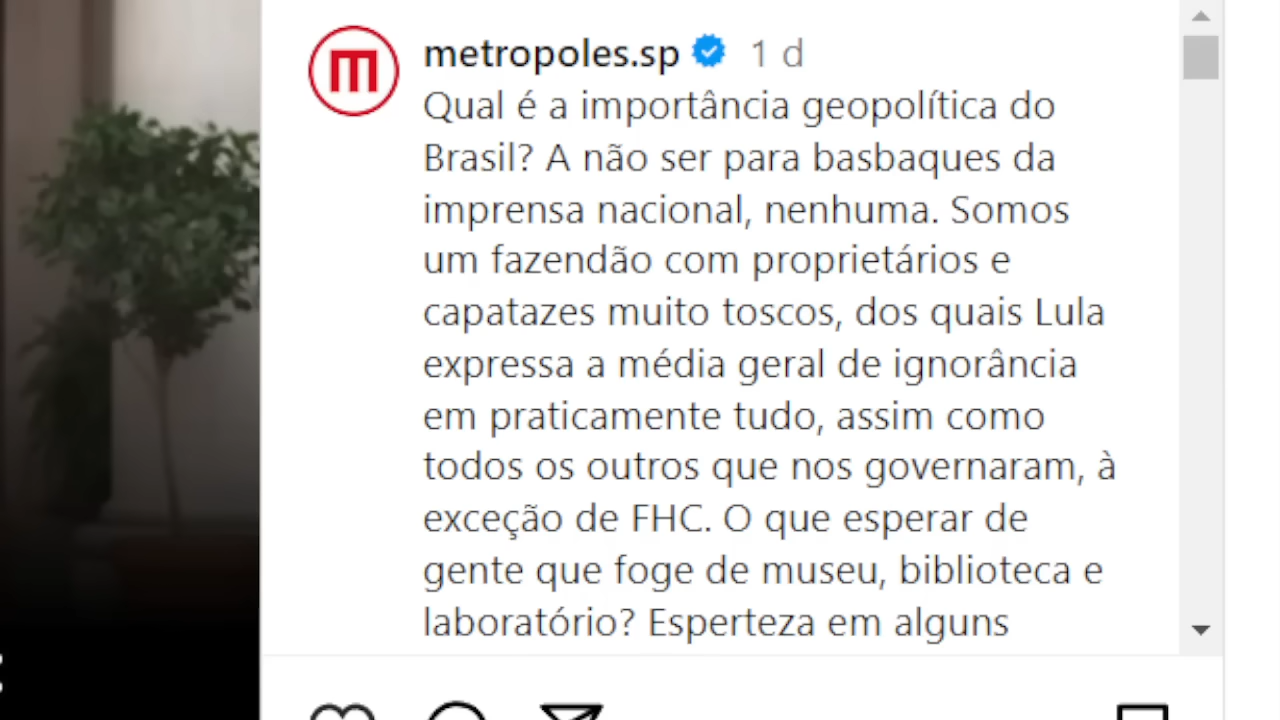 metropoles.sp 1 d
Qual é a importância geopolítica do
Brasil? A não ser para basbaques da
imprensa nacional, nenhuma. Somos
um fazendão com proprietários e
capatazes muito toscos, dos quais Lula
expressa a média geral de ignorância
em praticamente tudo, assim como
todos os outros que nos governaram, à
exceção de FHC. O que esperar de
gente que foge de museu, biblioteca e
laboratório? Esperteza em alguns